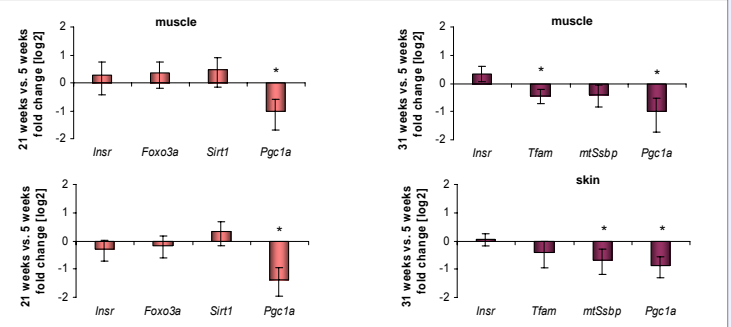 muscle
21 weeks vs. 5 weeks
fold change [log2]
2
1
0
-1
-2
*
Insr Foxo3a Sirt1 Pgc1a
muscle
31 weeks vs. 5 weeks
fold change [log2]
2
1
0
-1
-2
* *
Insr Tfam mtSsbp Pgc1a
21 weeks vs. 5 weeks
fold change [log2]
2
1
0
-1
-2
*
Insr Foxo3a Sirt1 Pgc1a
skin
31 weeks vs. 5 weeks
fold change [log2]
2
1
0
-1
-2
* *
Insr Tfam mtSsbp Pgc1a